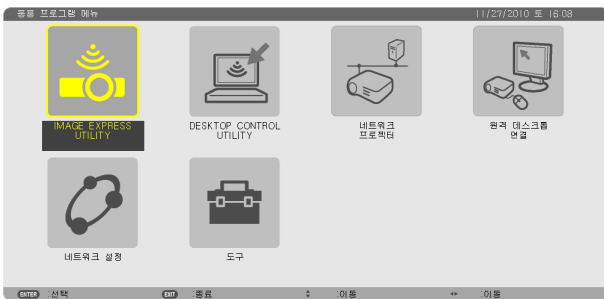 응용 프로그램 메뉴 11/27/2010 토 16:08
IMAGE EXPRESS
UTILITY
DESKTOP CONTROL
UTILITY
네트워크
프로젝터
원격 데스크톱
연결
네트워크 설정
도구
ENTER :선택 EXIT :종료 :이동 :이동